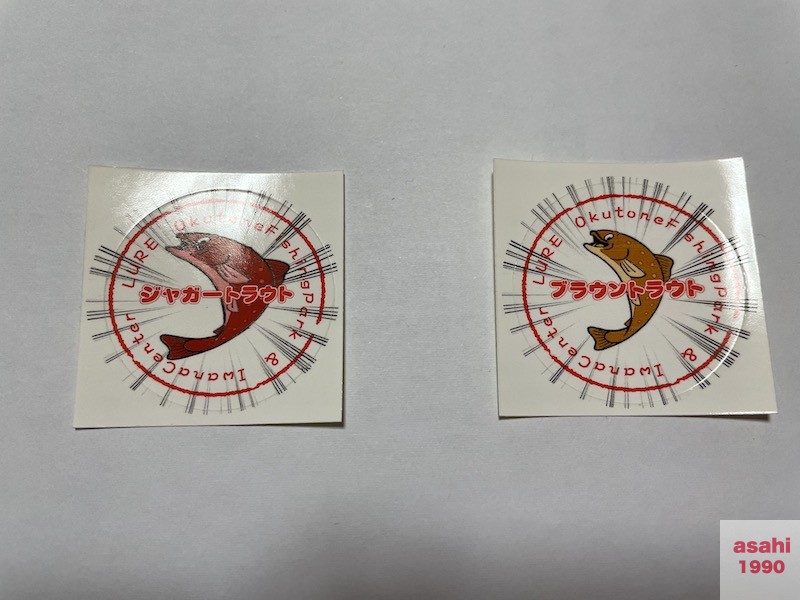 LURE OkutoneFishingPark & IwanaCenter
ジャガートラウト
LURE OkutoneFishingPark & IwanaCenter
ブラウントラウト
asahi
1990